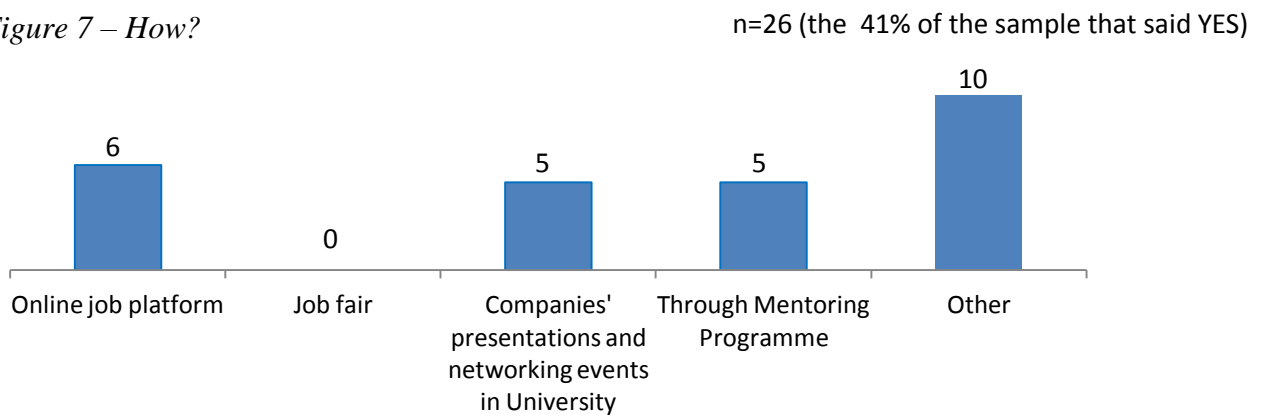 igure 7 – How?
n=26 (the 41% of the sample that said YES)
10
6
5
5
0
Online job platform
Job fair
Companies'
presentations and
networking events
in University
Through Mentoring
Programme
Other